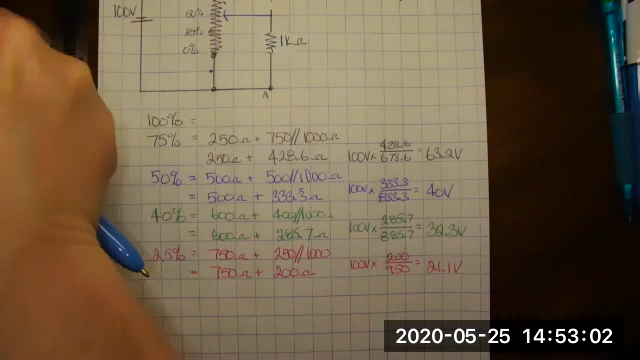 100V
50%
25%
0%
1KΩ
A
100% =
75% = 250Ω + 750//1000Ω
250Ω + 428.6Ω 100V x 428.6/678.6 = 63.2V
50% = 500Ω + 500//1000Ω
= 500Ω + 333.3Ω 100V x 333.3/833.3 = 40V
40% = 600Ω + 400//1000Ω
= 600Ω + 285.7Ω 100V x 285.7/885.7 = 32.3V
25% = 750Ω + 250//1000
= 750Ω + 200Ω 100V x 200/950 = 21.1V
2020-05-25 14:53:02